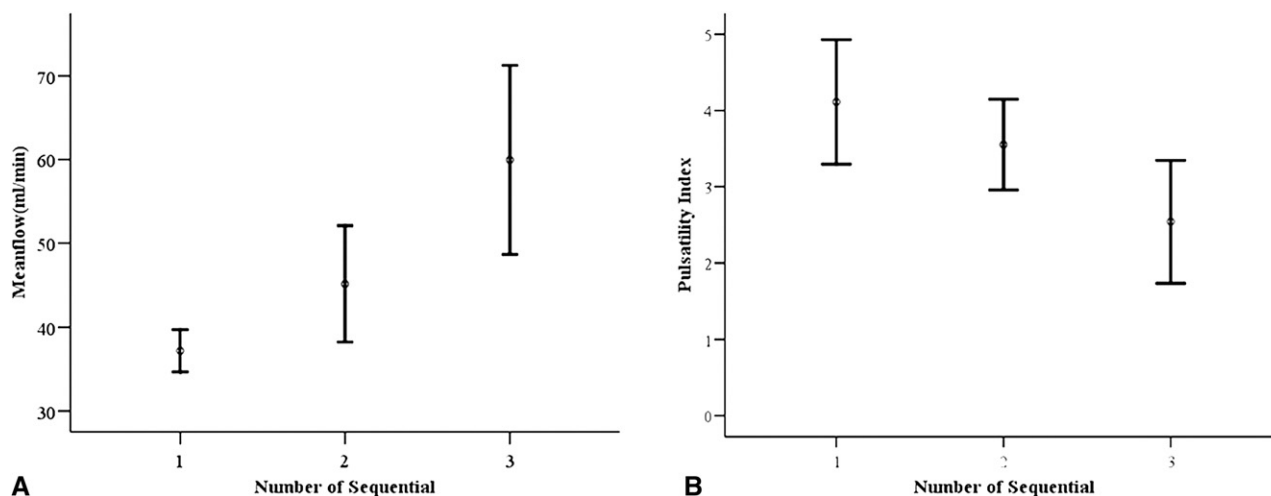 70
60
50
40
30
Meanflow(ml/min)
1 2 3
Number of Sequential
A
5
4
3
2
1
0
Pulsatility Index
1 2 3
Number of Sequential
B